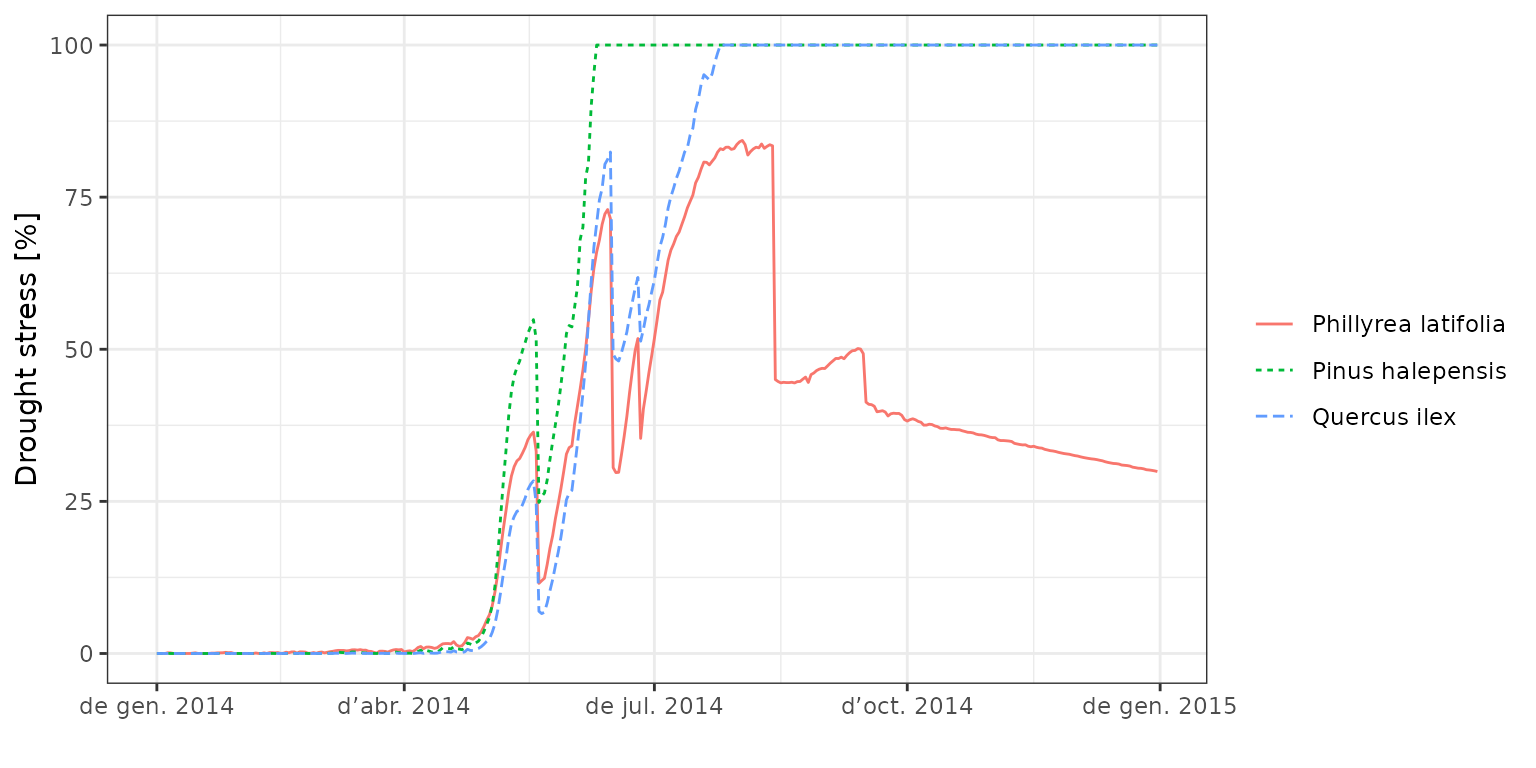 Drought stress [%]
100
75
50
25
0
de gen. 2014
d’abr. 2014
de jul. 2014
d’oct. 2014
de gen. 2015
Phillyrea latifolia
Pinus halepensis
Quercus ilex